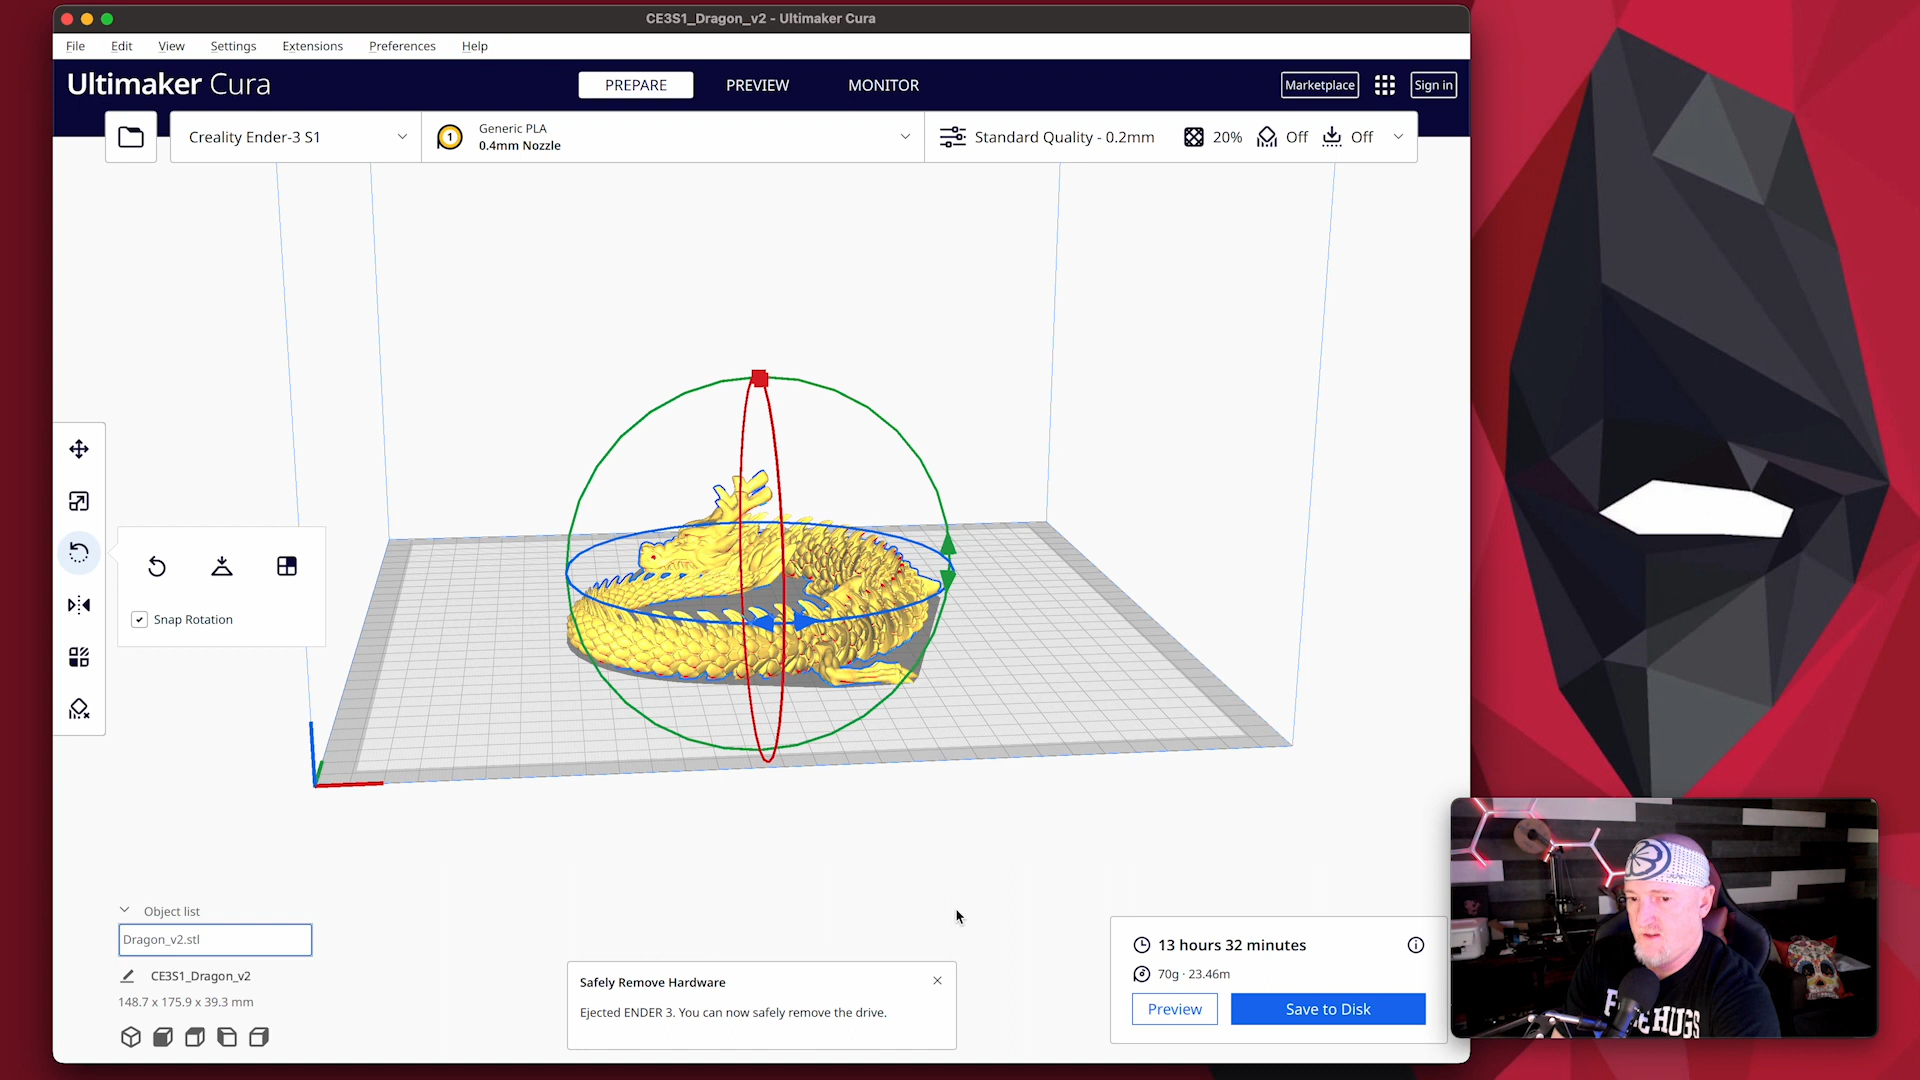 CE3S1_Dragon_v2 - Ultimaker Cura
File Edit View Settings Extensions Preferences Help
Ultimaker Cura
PREPARE PREVIEW MONITOR
Marketplace
Sign in
Creality Ender-3 S1
1
Generic PLA
0.4mm Nozzle
Standard Quality - 0.2mm
20%
Off
Off
Snap Rotation
Object list
Dragon_v2.stl
CE3S1_Dragon_v2
148.7 x 175.9 x 39.3 mm
Safely Remove Hardware
Ejected ENDER 3. You can now safely remove the drive.
13 hours 32 minutes
70g · 23.46m
Preview
Save to Disk
HUGS